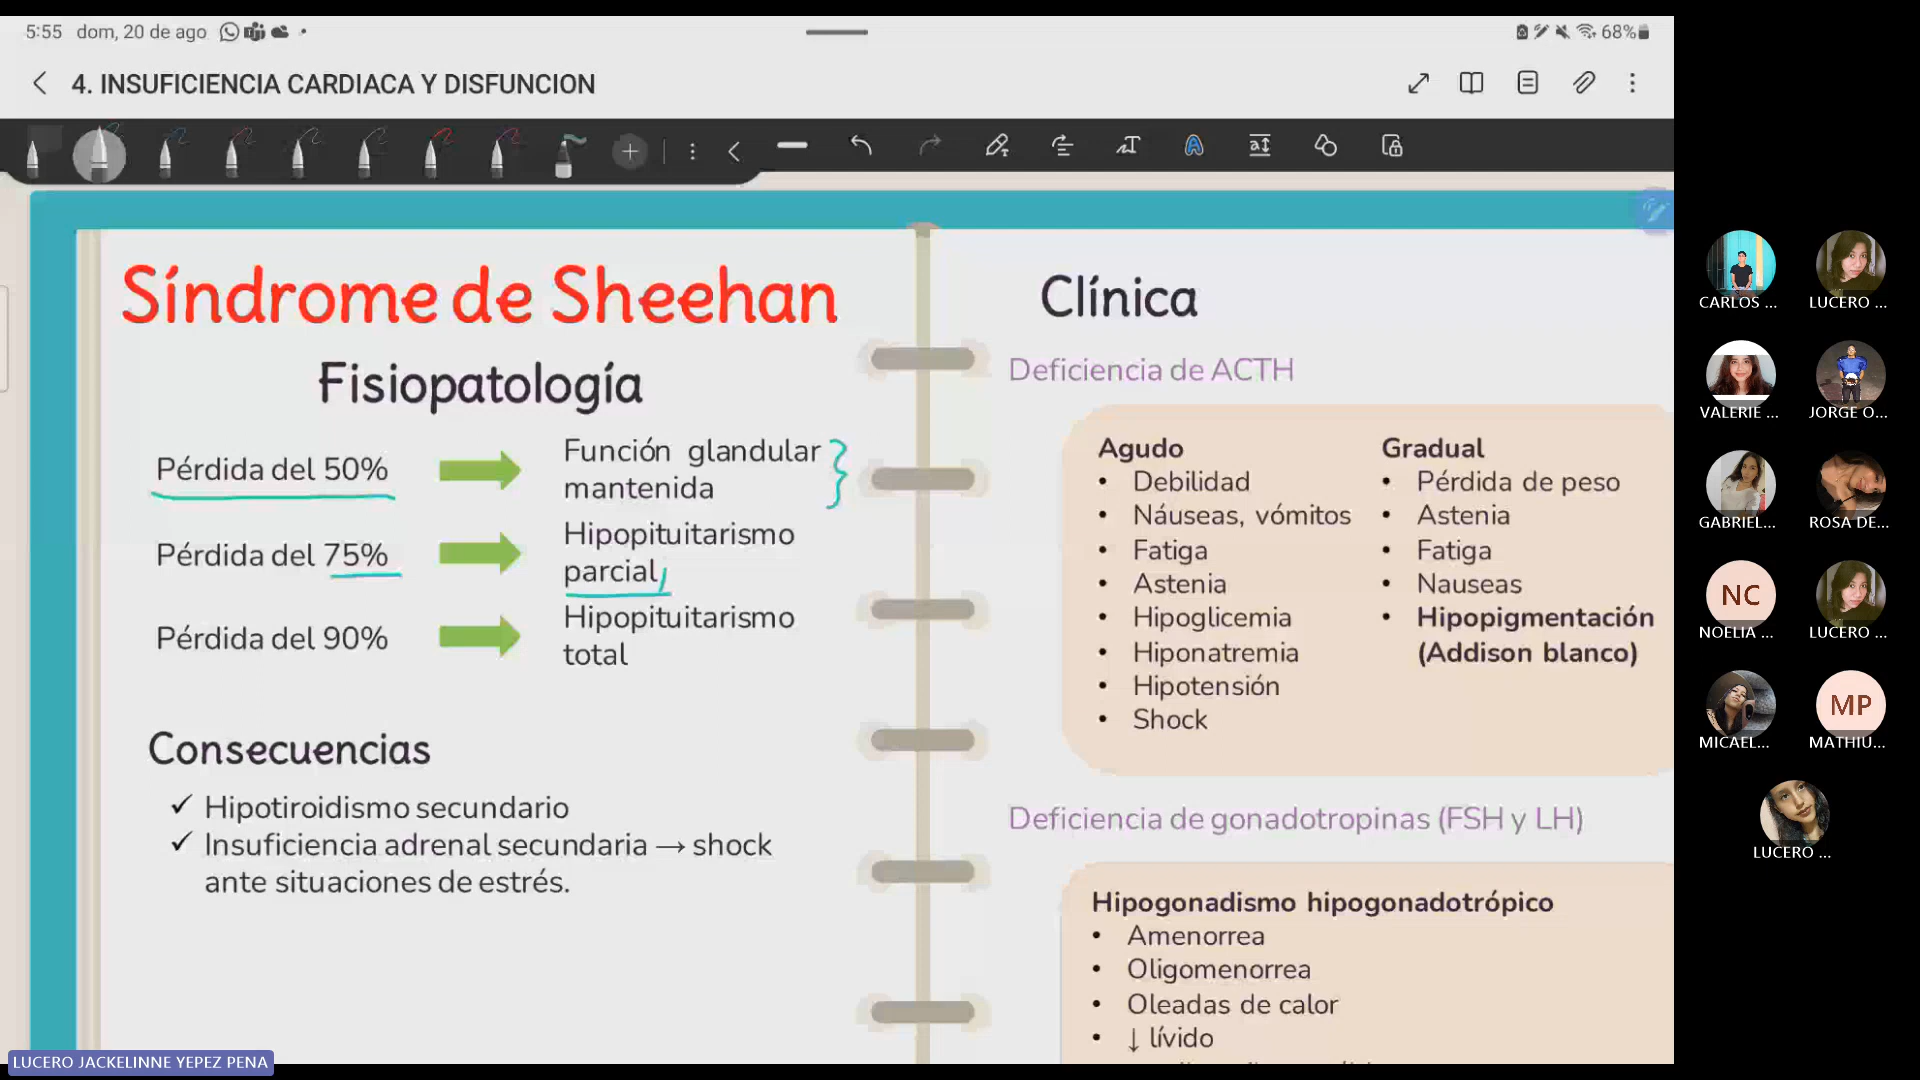 5:55 dom, 20 de ago
68%
4. INSUFICIENCIA CARDIACA Y DISFUNCION
Síndrome de Sheehan
Fisiopatología
Pérdida del 50%
Función glandular
mantenida
Pérdida del 75%
Hipopituitarismo
parcial
Pérdida del 90%
Hipopituitarismo
total
Consecuencias
✓ Hipotiroidismo secundario
✓ Insuficiencia adrenal secundaria → shock
ante situaciones de estrés.
Clínica
Deficiencia de ACTH
Agudo
• Debilidad
• Náuseas, vómitos
• Fatiga
• Astenia
• Hipoglicemia
• Hiponatremia
• Hipotensión
• Shock
Gradual
• Pérdida de peso
• Astenia
• Fatiga
• Nauseas
• Hipopigmentación
(Addison blanco)
Deficiencia de gonadotropinas (FSH y LH)
Hipogonadismo hipogonadotrópico
• Amenorrea
• Oligomenorrea
• Oleadas de calor
• ↓ lívido
CARLOS ...
LUCERO ...
VALERIE ...
JORGE O...
GABRIEL...
ROSA DE...
NC
NOELIA ...
LUCERO ...
MICAEL...
MP
MATHIU...
LUCERO ...
LUCERO JACKELINNE YEPEZ PENA